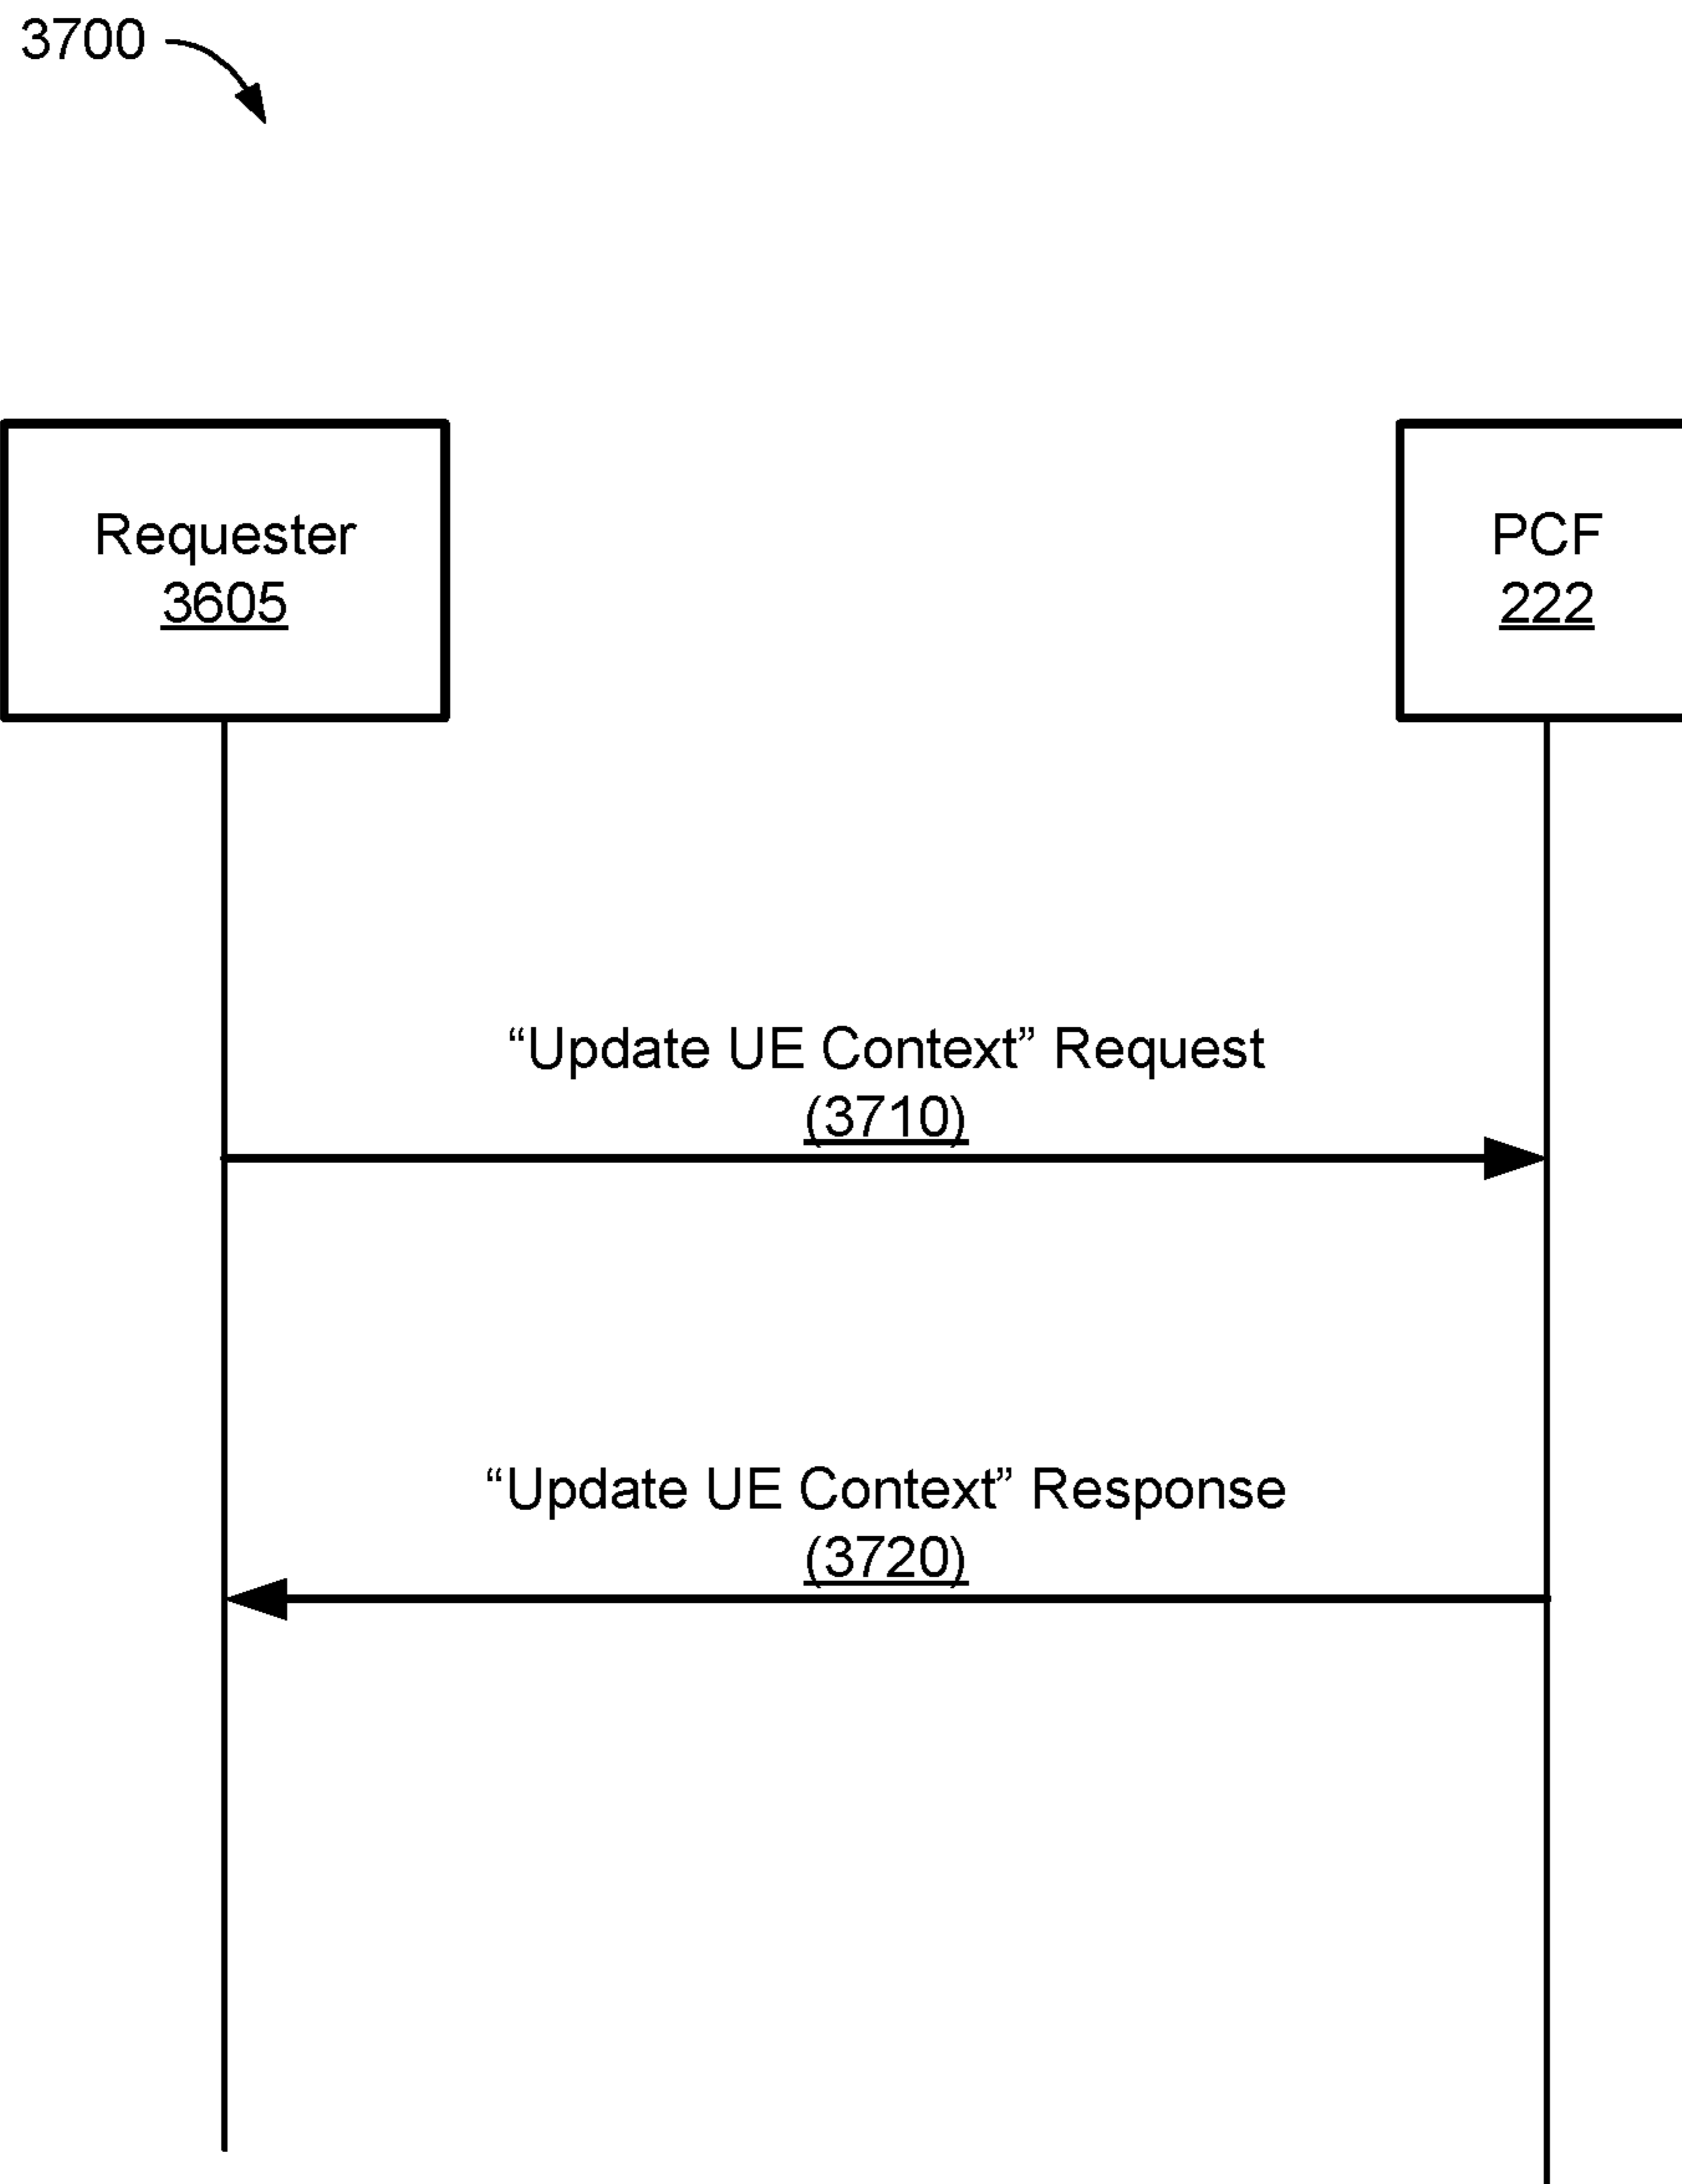 3700
Requester
3605
PCF
222
“Update UE Context” Request
(3710)
“Update UE Context” Response
(3720)